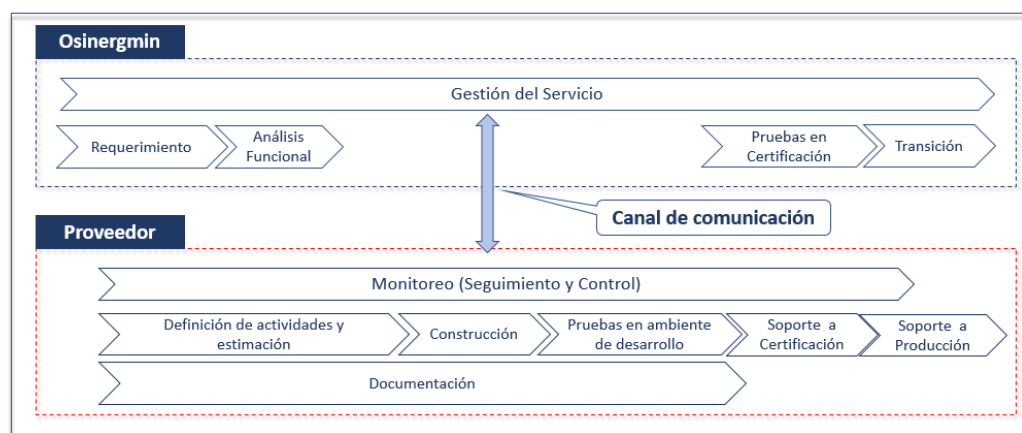 Osinergmin
Gestión del Servicio
Requerimiento
Análisis
Funcional
Pruebas en
Certificación
Transición
Canal de comunicación
Proveedor
Monitoreo (Seguimiento y Control)
Definición de actividades y
estimación
Construcción
Pruebas en ambiente
de desarrollo
Soporte a
Certificación
Soporte a
Producción
Documentación